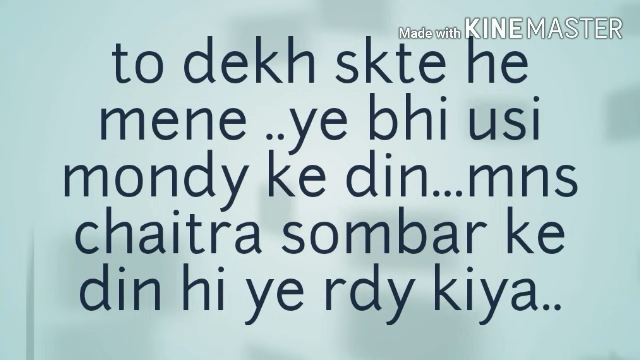 Made with KINEMASTER
to dekh skte he
mene ..ye bhi usi
mondy ke din...mns
chaitra sombar ke
din hi ye rdy kiya..